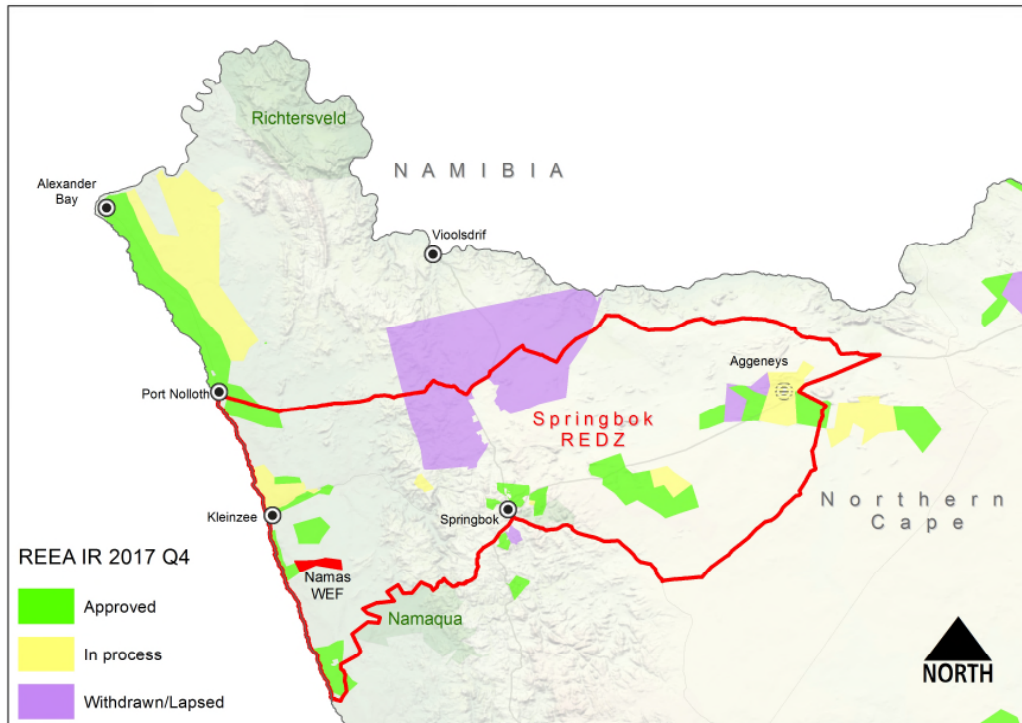 Richtersveld
NAMIBIA
Alexander
Bay
Vioolsdrif
Aggeneys
Port Nolloth
Springbok
REDZ
Northern
Cape
Kleinzee
Springbok
REEA IR 2017 Q4
Namas
WEF
Approved
Namaqua
In process
NORTH
Withdrawn/Lapsed